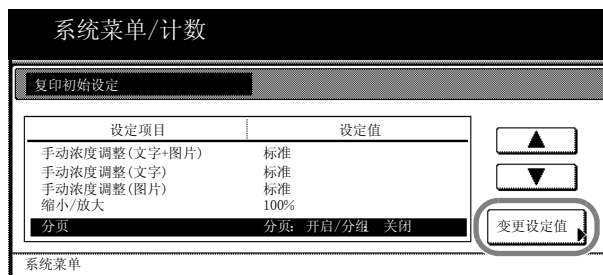 系统菜单/计数
复印初始设定
设定项目 设定值
手动浓度调整(文字+图片) 标准
手动浓度调整(文字) 标准
手动浓度调整(图片) 标准
缩小/放大 100%
分页 分页: 开启/分组 关闭
变更设定值
系统菜单